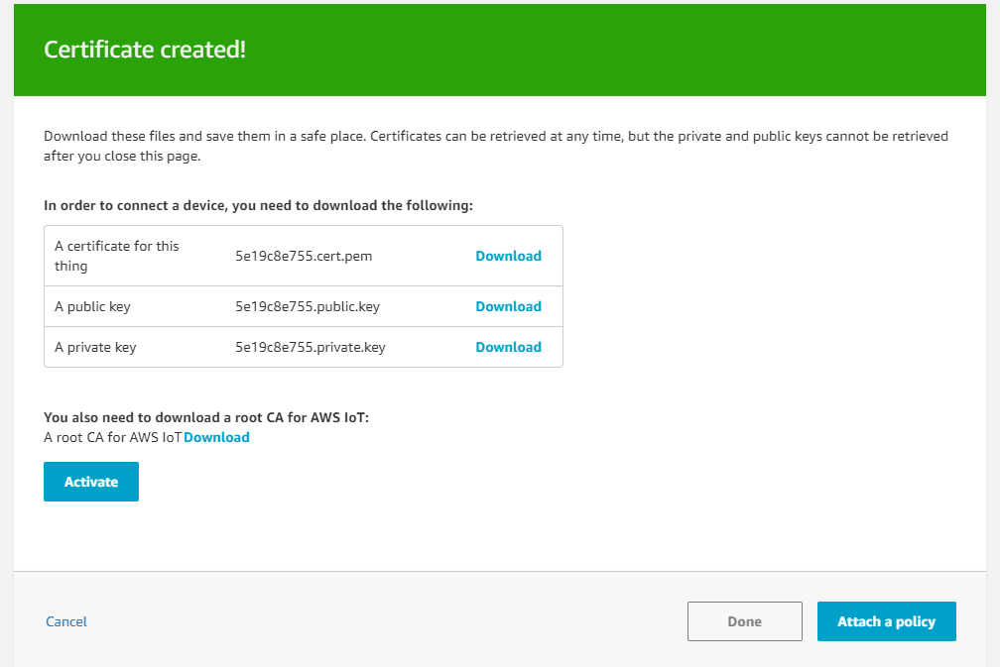 Certificate created!
Download these files and save them in a safe place. Certificates can be retrieved at any time, but the private and public keys cannot be retrieved
after you close this page.
In order to connect a device, you need to download the following:
A certificate for this
thing
5e19c8e755.cert.pem
Download
A public key
5e19c8e755.public.key
Download
A private key
5e19c8e755.private.key
Download
You also need to download a root CA for AWS IoT:
A root CA for AWS IoT Download
Activate
Cancel
Done
Attach a policy